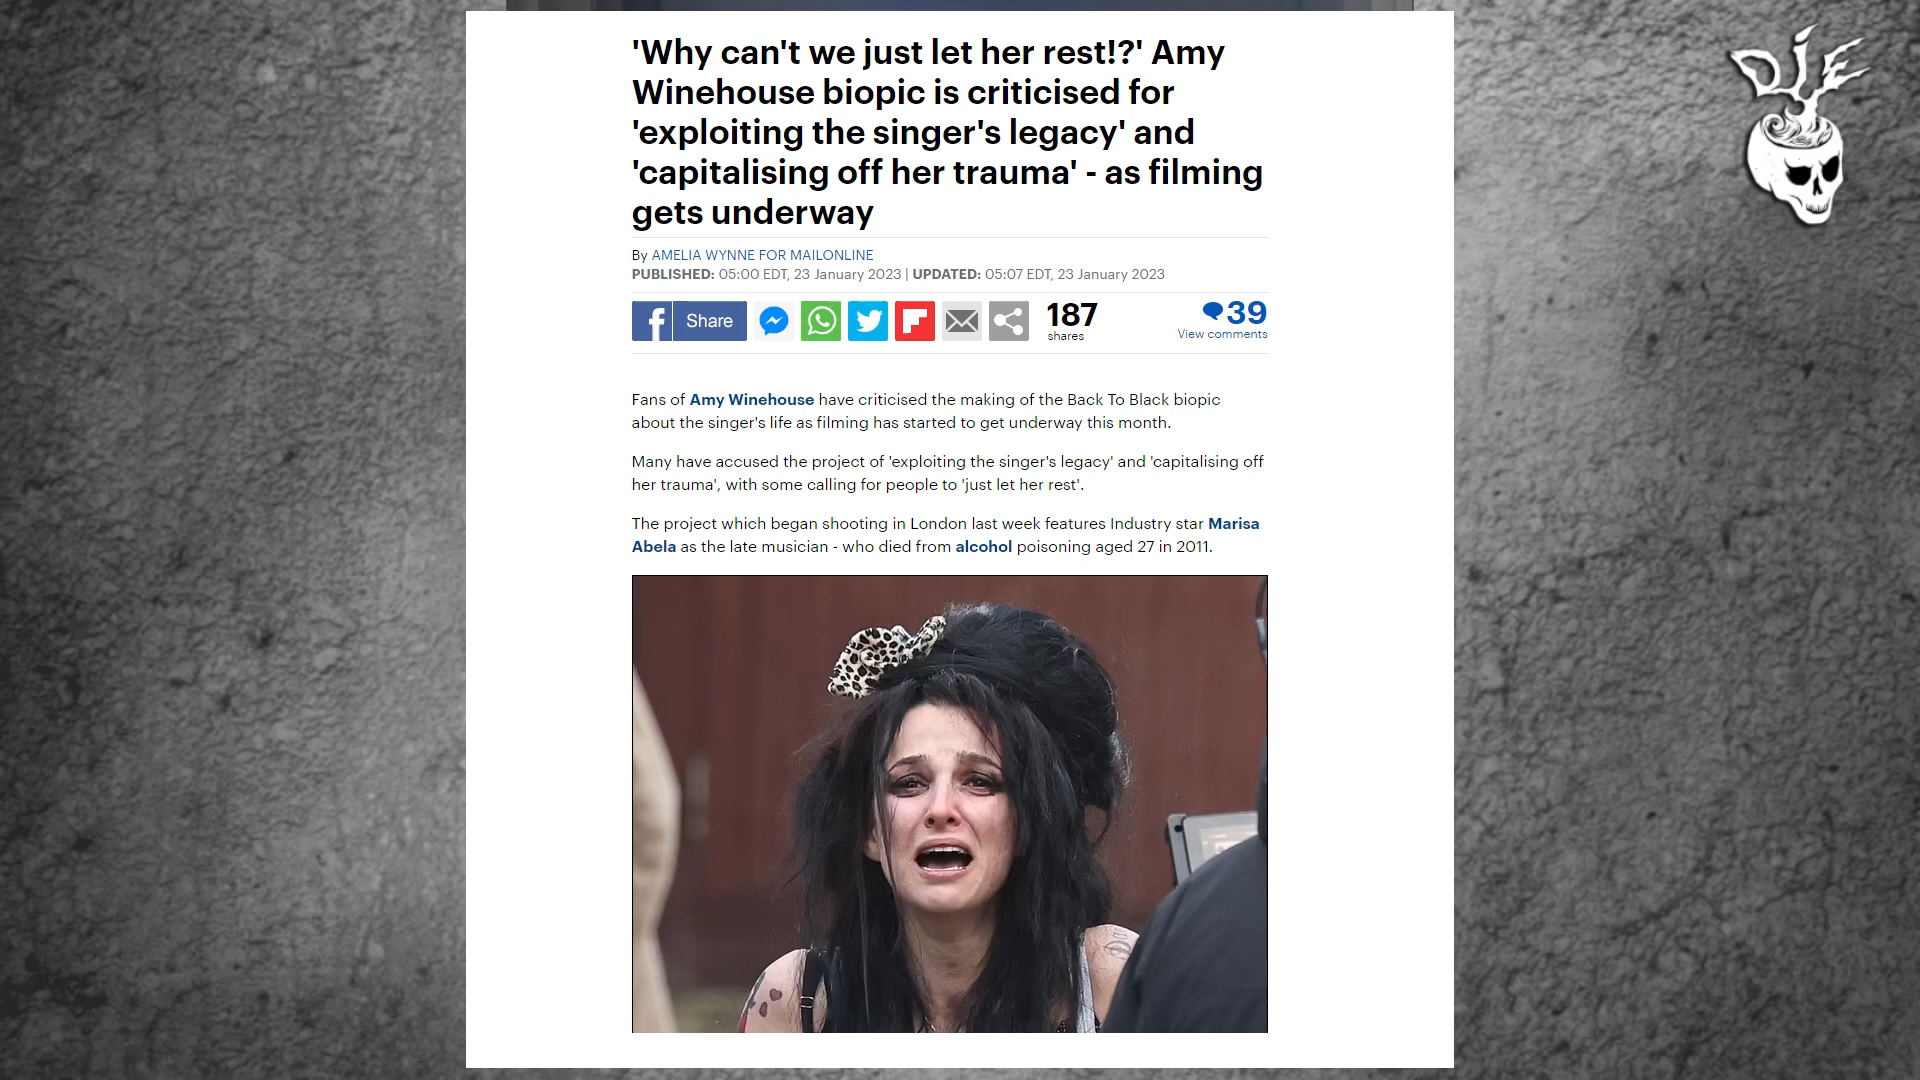 DJE
'Why can't we just let her rest!?' Amy
Winehouse biopic is criticised for
'exploiting the singer's legacy' and
'capitalising off her trauma' - as filming
gets underway
By AMELIA WYNNE FOR MAILONLINE
PUBLISHED: 05:00 EDT, 23 January 2023 | UPDATED: 05:07 EDT, 23 January 2023
Share
187
shares
39
View comments
Fans of Amy Winehouse have criticised the making of the Back To Black biopic
about the singer's life as filming has started to get underway this month.
Many have accused the project of 'exploiting the singer's legacy' and 'capitalising off
her trauma', with some calling for people to 'just let her rest'.
The project which began shooting in London last week features Industry star Marisa
Abela as the late musician - who died from alcohol poisoning aged 27 in 2011.